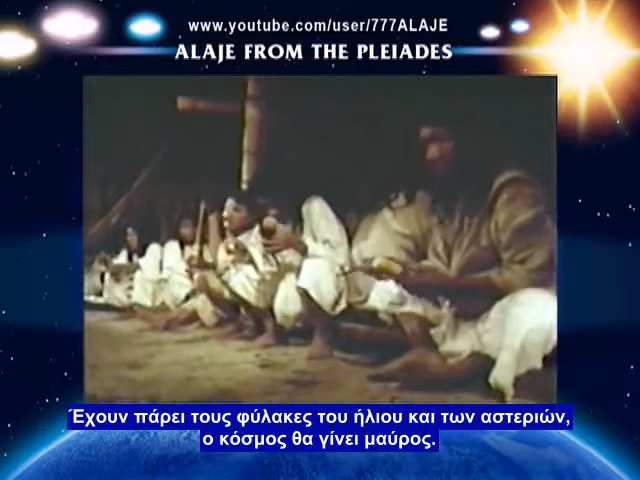 www.youtube.com/user/777ALAJE
ALAJE FROM THE PLEIADES
Έχουν πάρει τους φύλακες του ήλιου και των αστεριών,
ο κόσμος θα γίνει μαύρος.